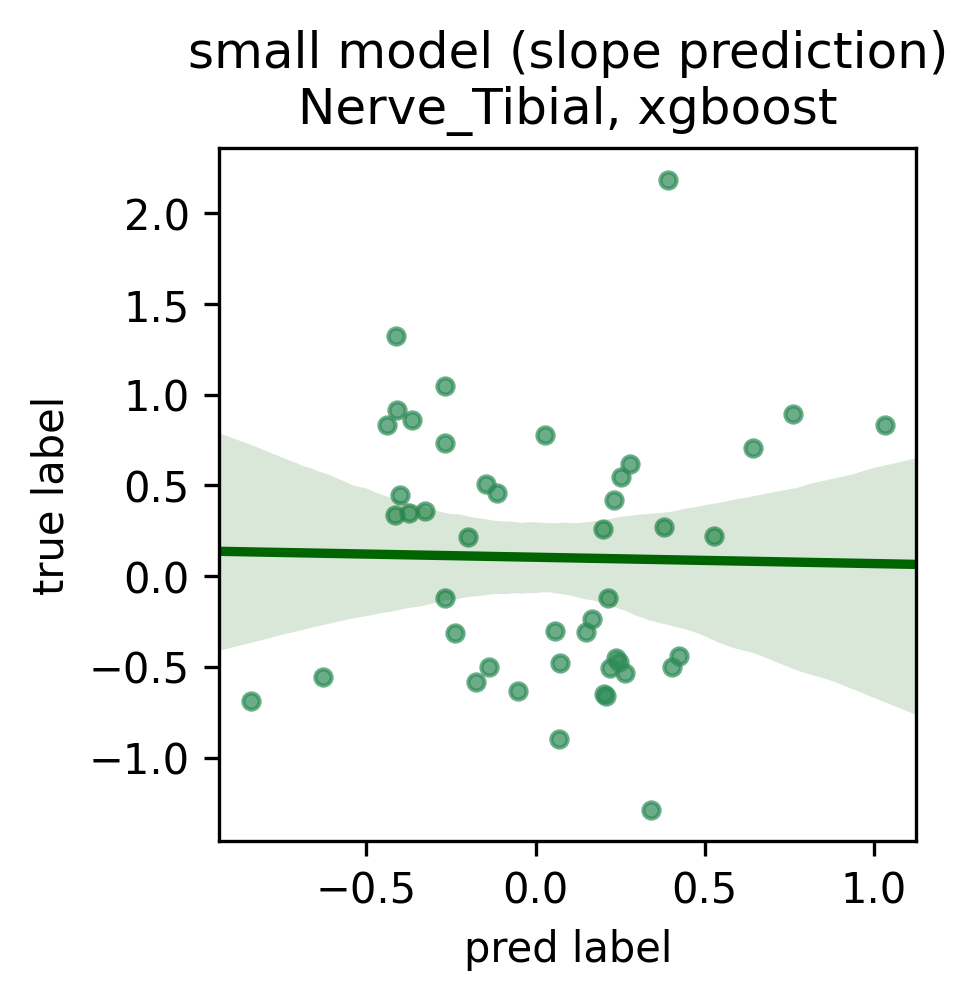 small model (slope prediction)
Nerve_Tibial, xgboost
2.0
1.5
1.0
0.5
0.0
−0.5
−1.0
true label
−0.5
0.0
0.5
1.0
pred label